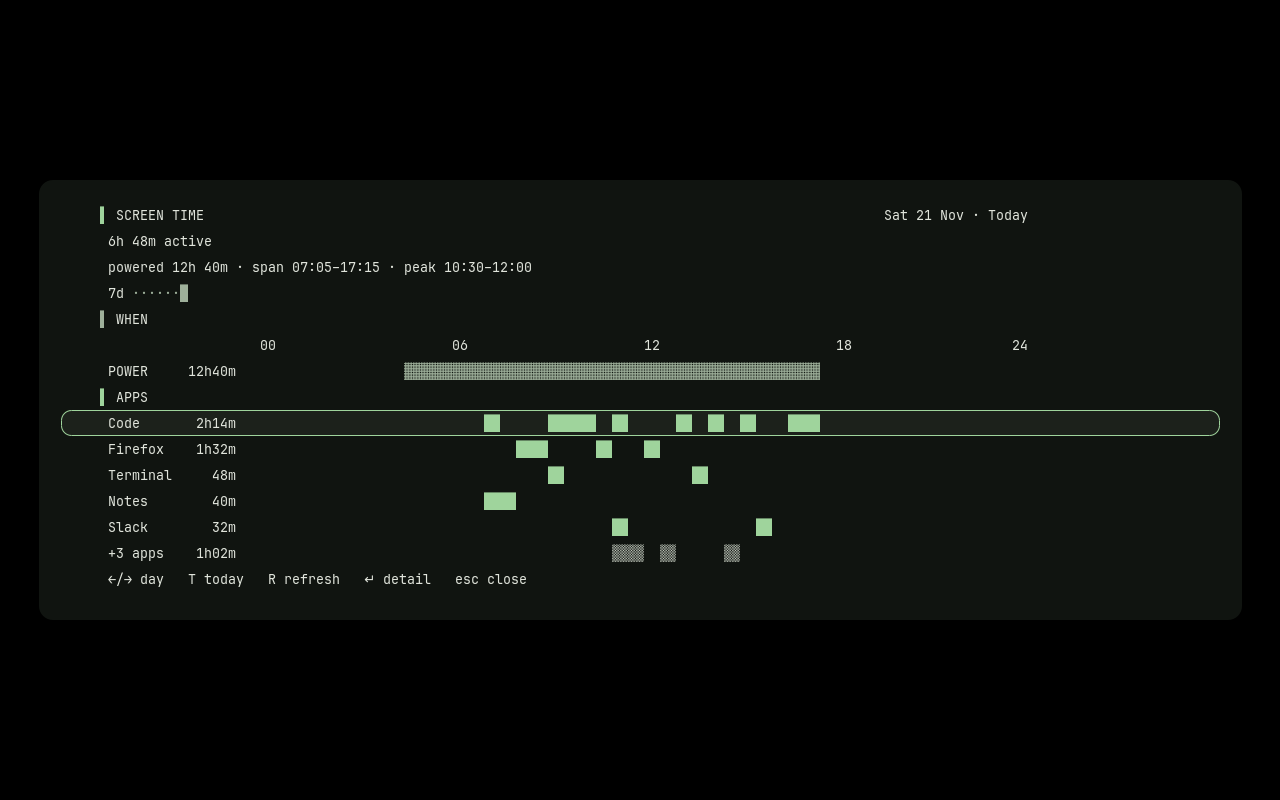 SCREEN TIME Sat 21 Nov · Today
6h 48m active
powered 12h 40m · span 07:05–17:15 · peak 10:30–12:00
7d ······
WHEN
00 06 12 18 24
POWER 12h40m
APPS
Code 2h14m
Firefox 1h32m
Terminal 48m
Notes 40m
Slack 32m
+3 apps 1h02m
←/→ day T today R refresh ↵ detail esc close